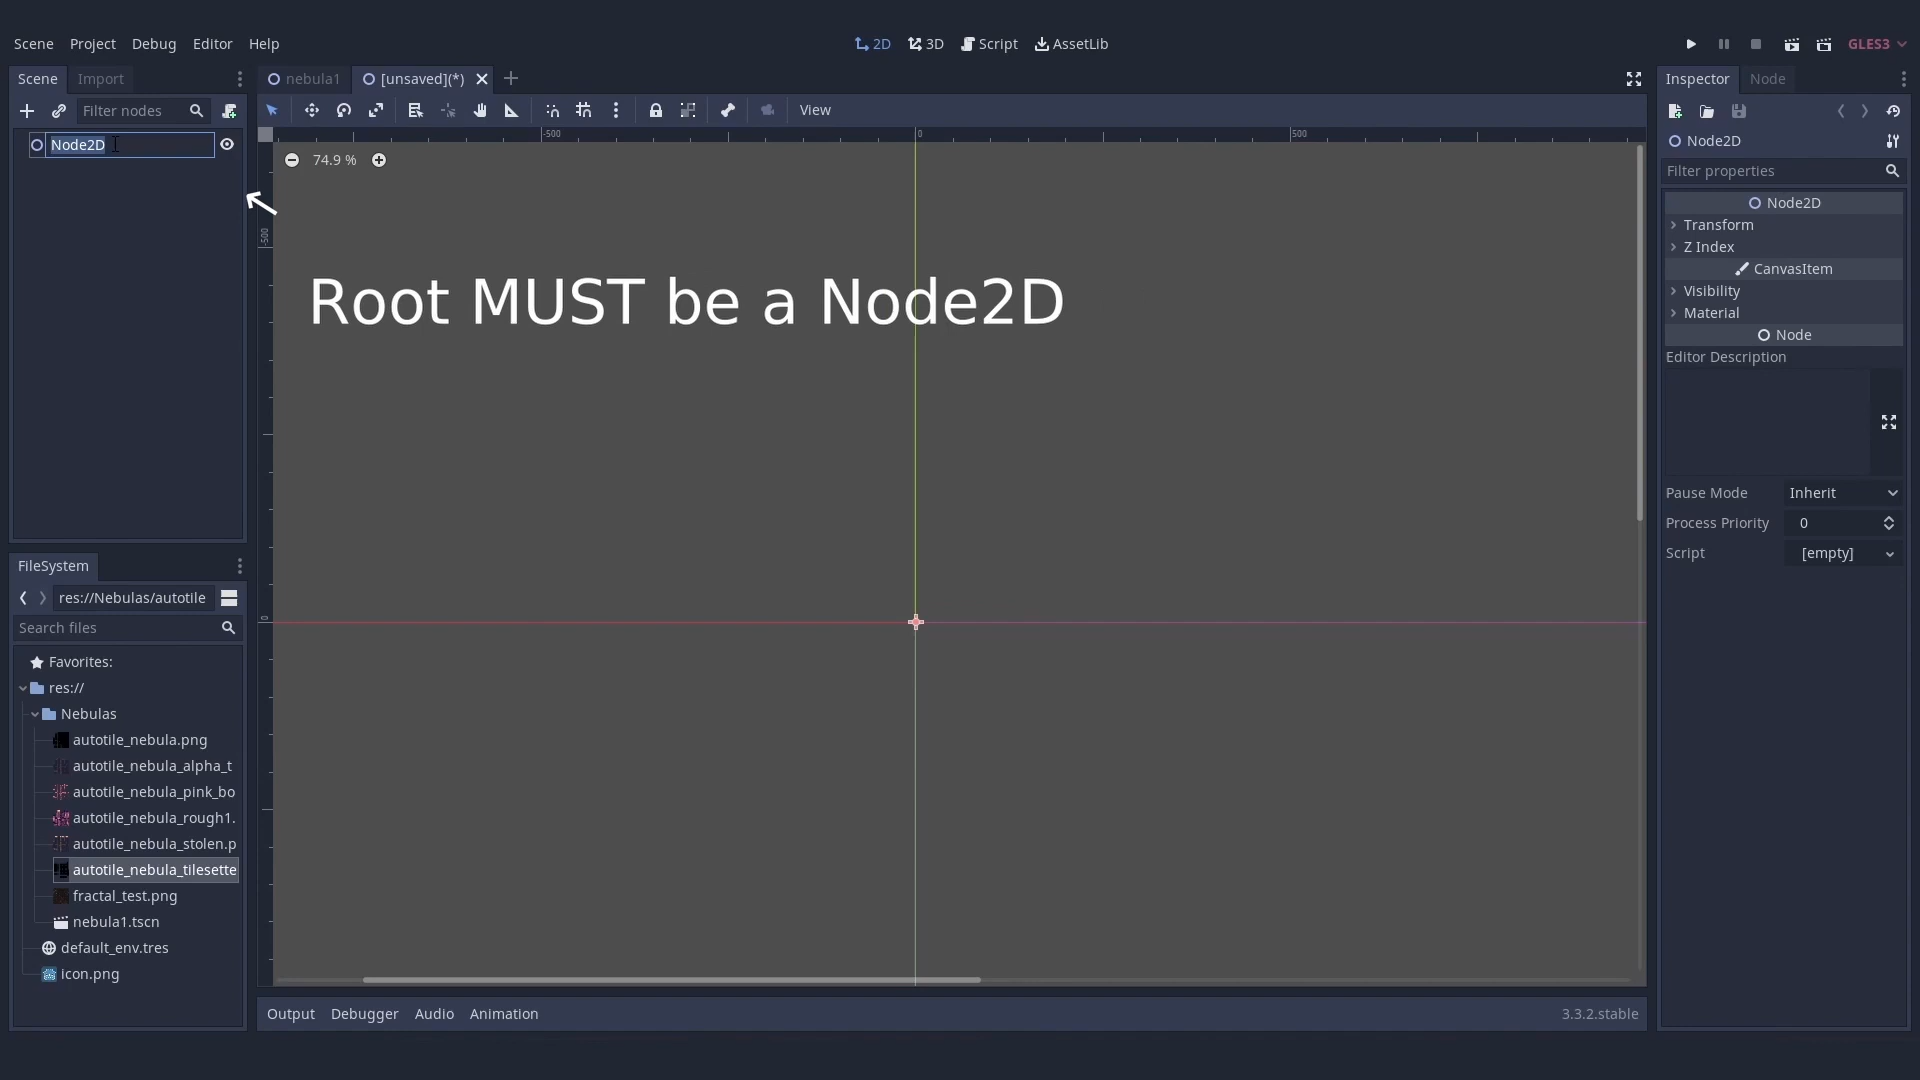 Scene Project Debug Editor Help
2D 3D Script AssetLib
GLES3
Scene Import
nebula1 [unsaved](*)
Inspector Node
Filter nodes
View
Node2D
-500 0 500
74.9 %
-500
0
Root MUST be a Node2D
Node2D
Filter properties
Node2D
Transform
Z Index
CanvasItem
Visibility
Material
Node
Editor Description
Pause Mode Inherit
Process Priority 0
Script [empty]
FileSystem
res://Nebulas/autotile
Search files
Favorites:
res://
Nebulas
autotile_nebula.png
autotile_nebula_alpha_t
autotile_nebula_pink_bo
autotile_nebula_rough1.
autotile_nebula_stolen.p
autotile_nebula_tilesette
fractal_test.png
nebula1.tscn
default_env.tres
icon.png
Output Debugger Audio Animation
3.3.2.stable